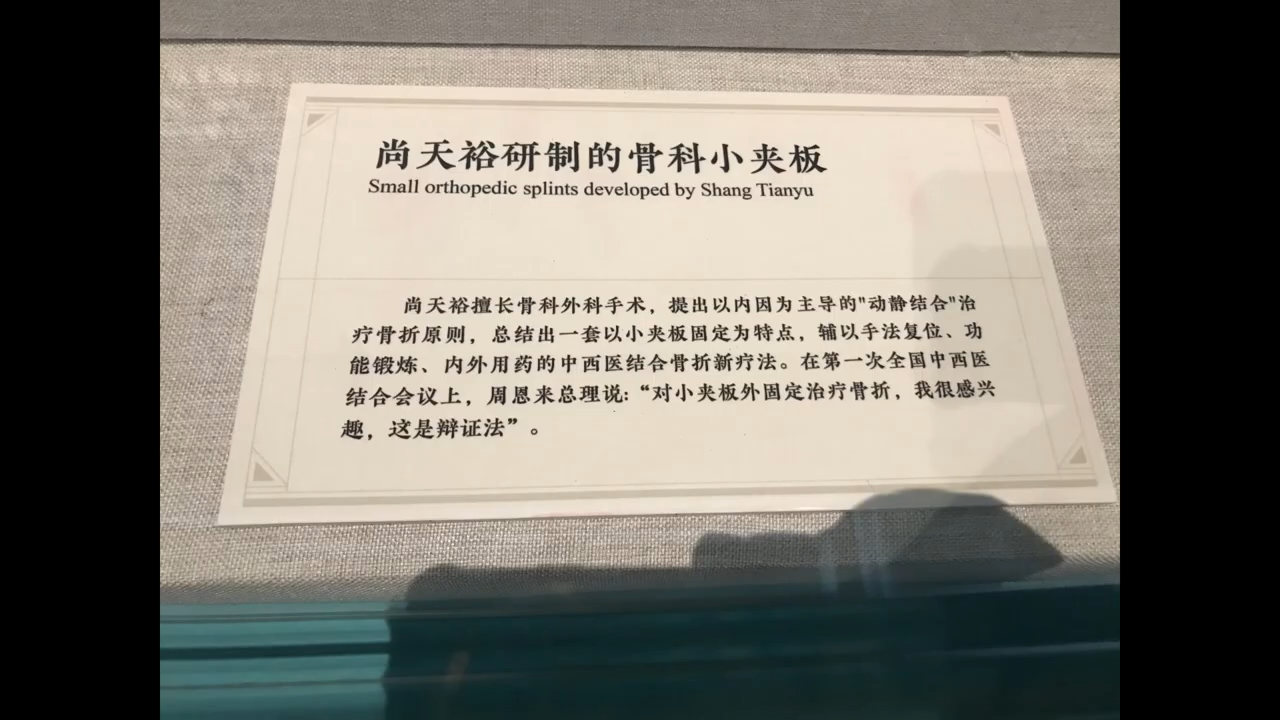 尚天裕研制的骨科小夹板
Small orthopedic splints developed by Shang Tianyu
尚天裕擅长骨科外科手术，提出以内因为主导的"动静结合"治
疗骨折原则，总结出一套以小夹板固定为特点，辅以手法复位、功
能锻炼、内外用药的中西医结合骨折新疗法。在第一次全国中西医
结合会议上，周恩来总理说：“对小夹板外固定治疗骨折，我很感兴
趣，这是辩证法”。